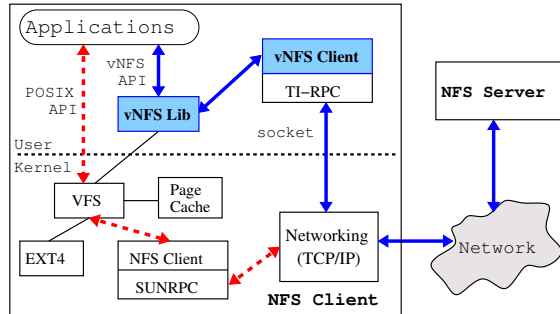 Applications
vNFS
API
POSIX
API
vNFS Client
TI-RPC
vNFS Lib
NFS Server
socket
User
Kernel
VFS
Page
Cache
EXT4
NFS Client
SUNRPC
Networking
(TCP/IP)
Network
NFS Client